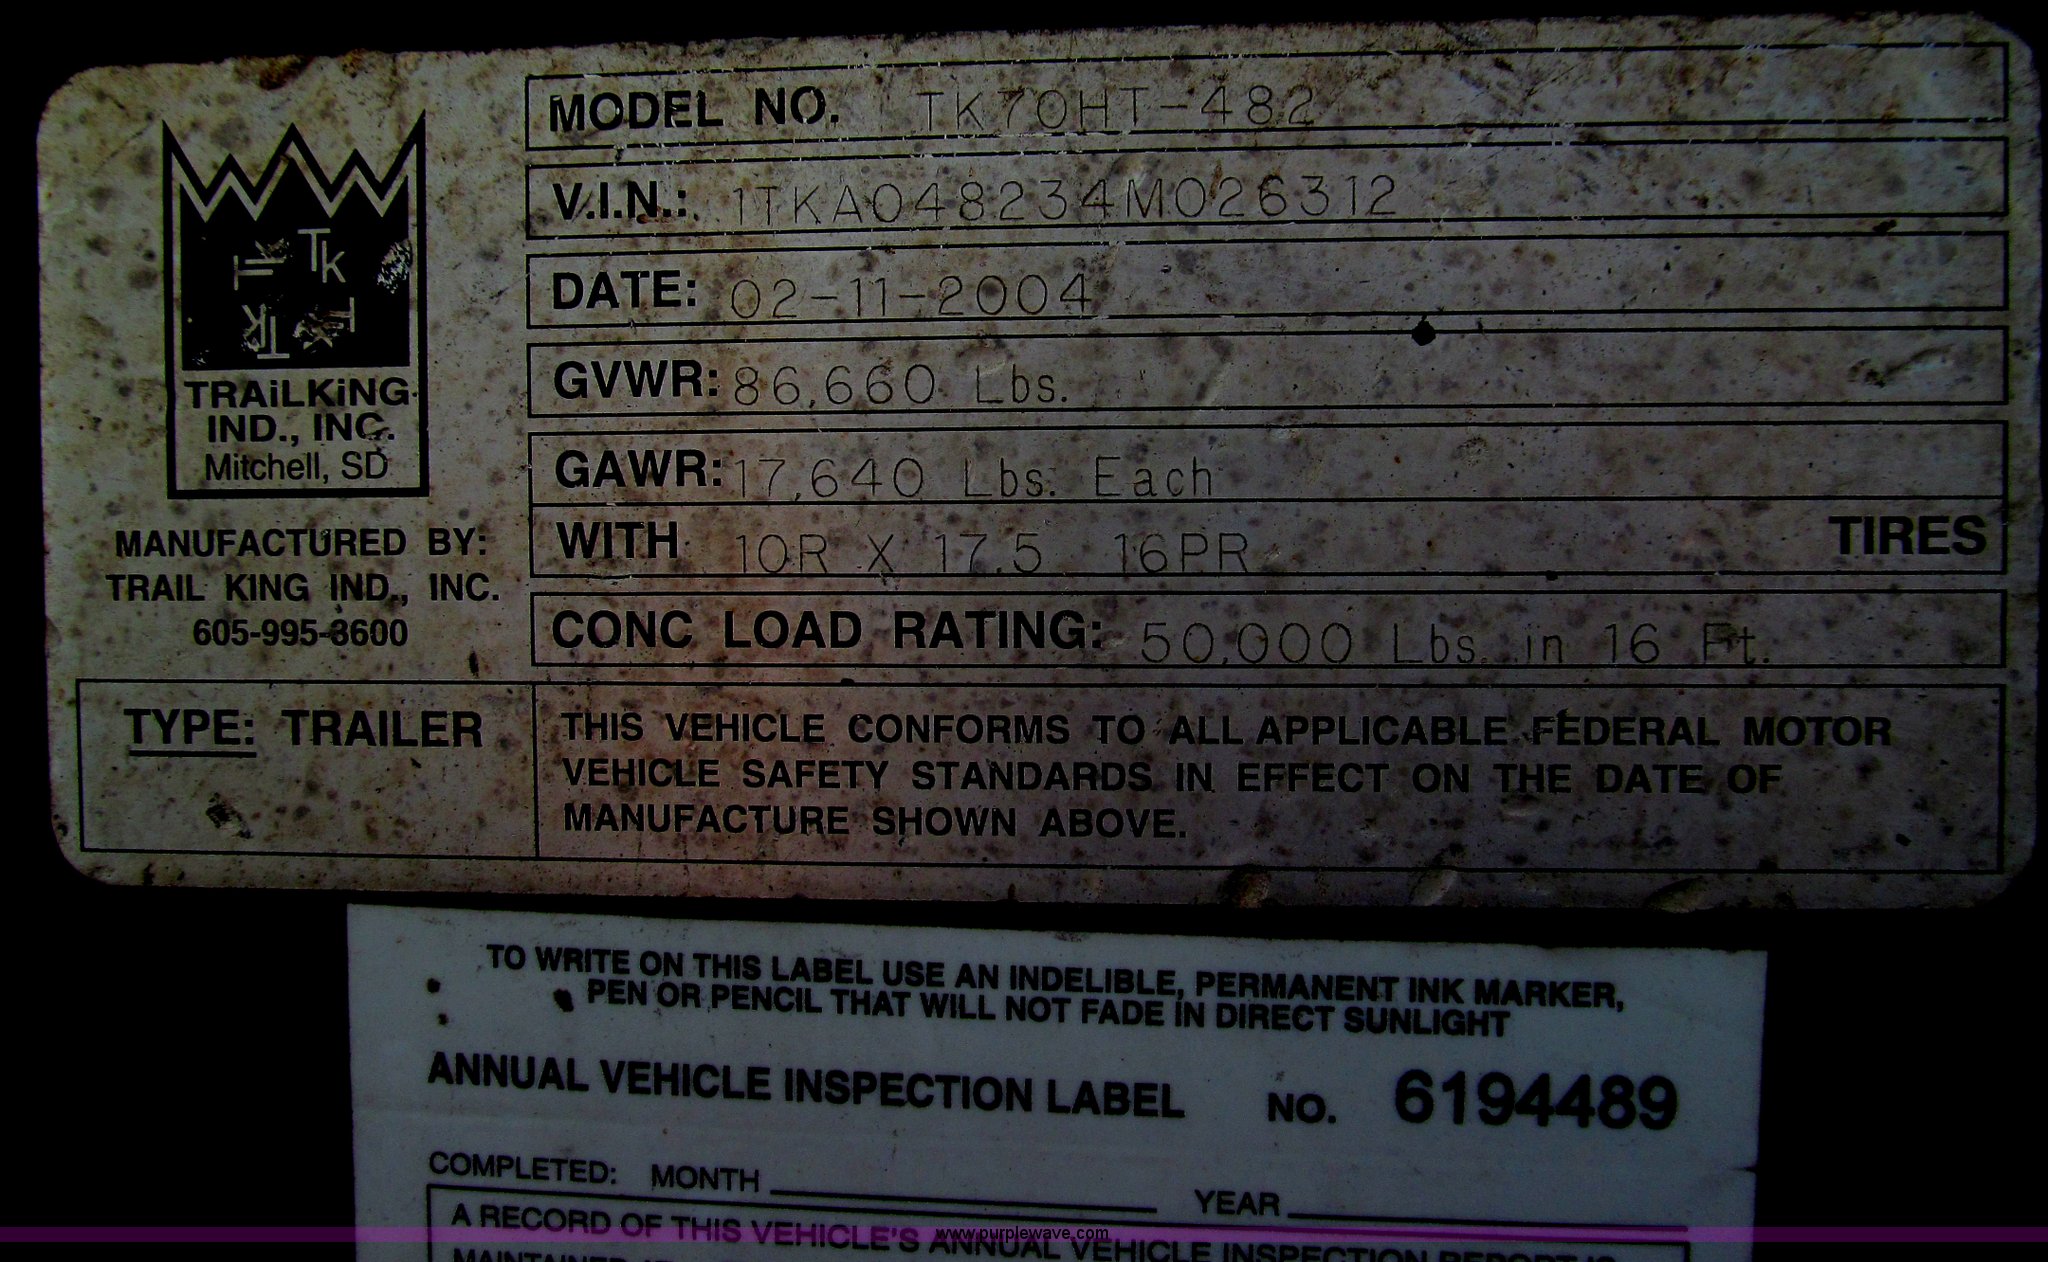 MODEL NO. TK70HT-482
V.I.N.: 1TKA048234M026312
DATE: 02-11-2004
GVWR: 86,660 Lbs.
GAWR: 17,640 Lbs. Each
WITH 10R X 17.5 16PR TIRES
CONC LOAD RATING: 50,000 Lbs. in 16 Ft.
Tk
TRAiLKiNG
IND., INC.
Mitchell, SD
MANUFACTURED BY:
TRAIL KING IND., INC.
605-995-3600
TYPE: TRAILER
THIS VEHICLE CONFORMS TO ALL APPLICABLE FEDERAL MOTOR
VEHICLE SAFETY STANDARDS IN EFFECT ON THE DATE OF
MANUFACTURE SHOWN ABOVE.
TO WRITE ON THIS LABEL USE AN INDELIBLE, PERMANENT INK MARKER,
PEN OR PENCIL THAT WILL NOT FADE IN DIRECT SUNLIGHT
ANNUAL VEHICLE INSPECTION LABEL NO. 6194489
COMPLETED: MONTH YEAR
A RECORD OF THIS VEHICLE'S ANNUAL VEHICLE INSPECTION REPORT IS
www.purplewave.com